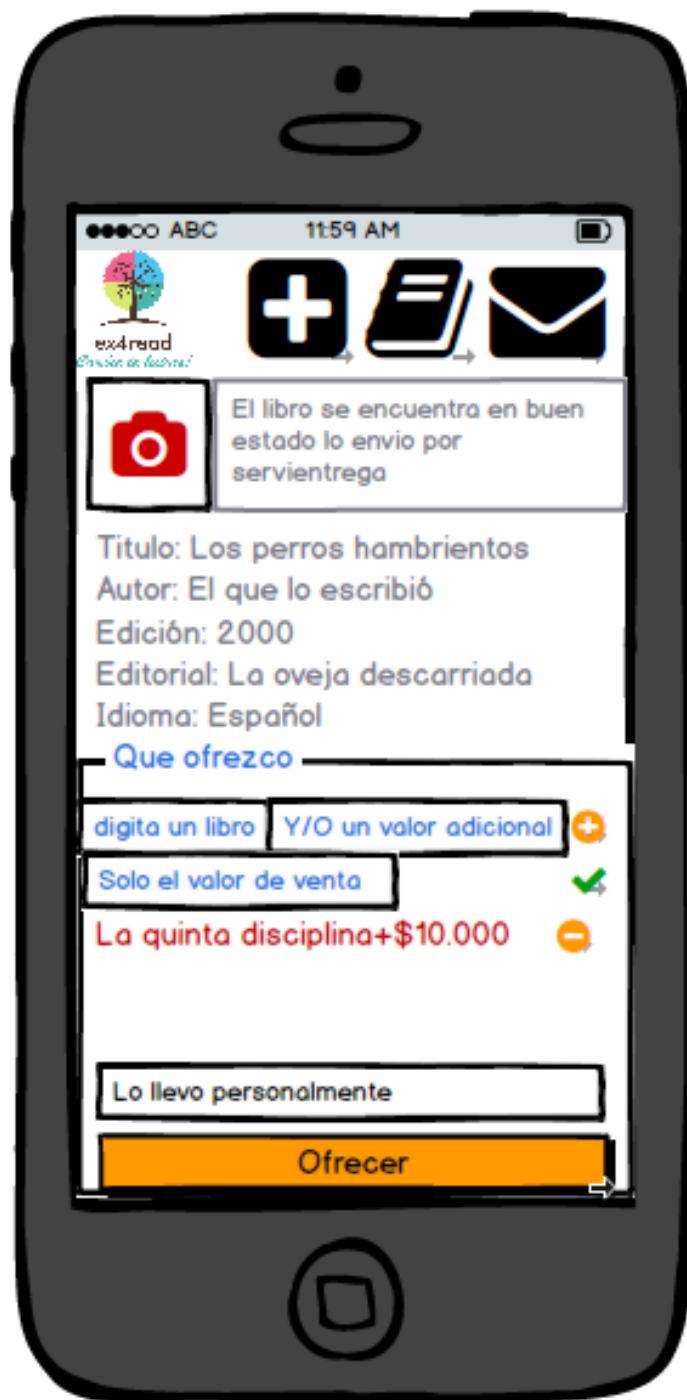 ABC 11:59 AM
ex4read
El libro se encuentra en buen
estado lo envio por
servientrega
Titulo: Los perros hambrientos
Autor: El que lo escribió
Edición: 2000
Editorial: La oveja descarriada
Idioma: Español
Que ofrezco
digita un libro Y/O un valor adicional
Solo el valor de venta
La quinta disciplina+$10.000
Lo llevo personalmente
Ofrecer